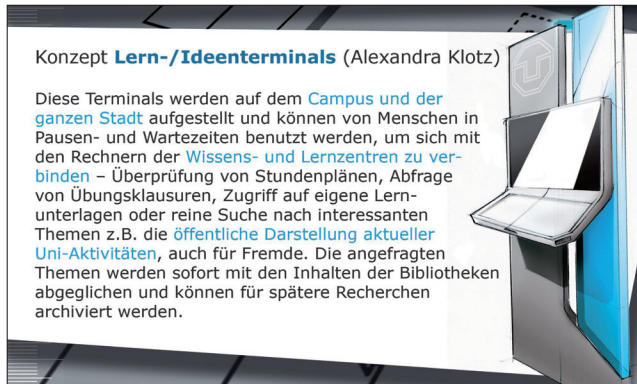 Konzept Lern-/Ideenterminals (Alexandra Klotz)
Diese Terminals werden auf dem Campus und der
ganzen Stadt aufgestellt und können von Menschen in
Pausen- und Wartezeiten benutzt werden, um sich mit
den Rechnern der Wissens- und Lernzentren zu ver-
binden – Überprüfung von Stundenplänen, Abfrage
von Übungsklausuren, Zugriff auf eigene Lern-
unterlagen oder reine Suche nach interessanten
Themen z.B. die öffentliche Darstellung aktueller
Uni-Aktivitäten, auch für Fremde. Die angefragten
Themen werden sofort mit den Inhalten der Bibliotheken
abgeglichen und können für spätere Recherchen
archiviert werden.